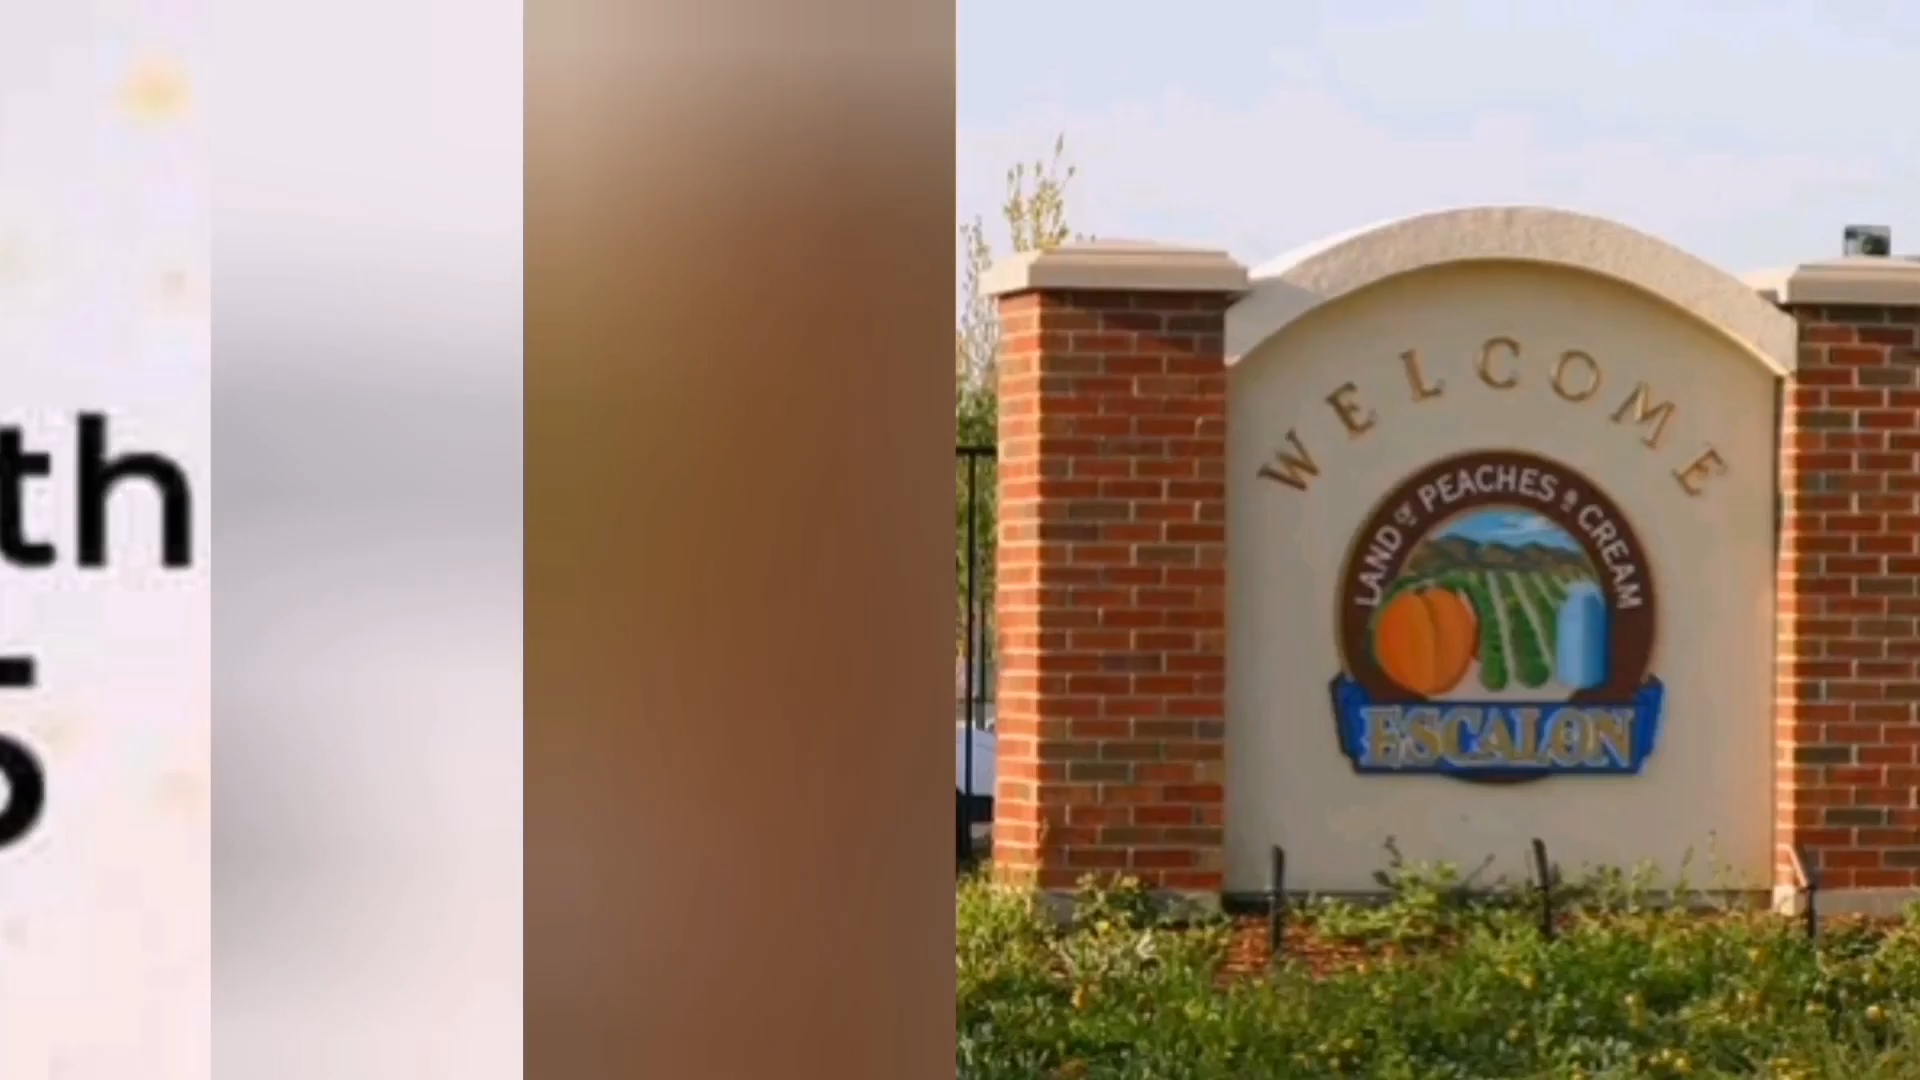 th
WELCOME
LAND OF PEACHES & CREAM
ESCALON